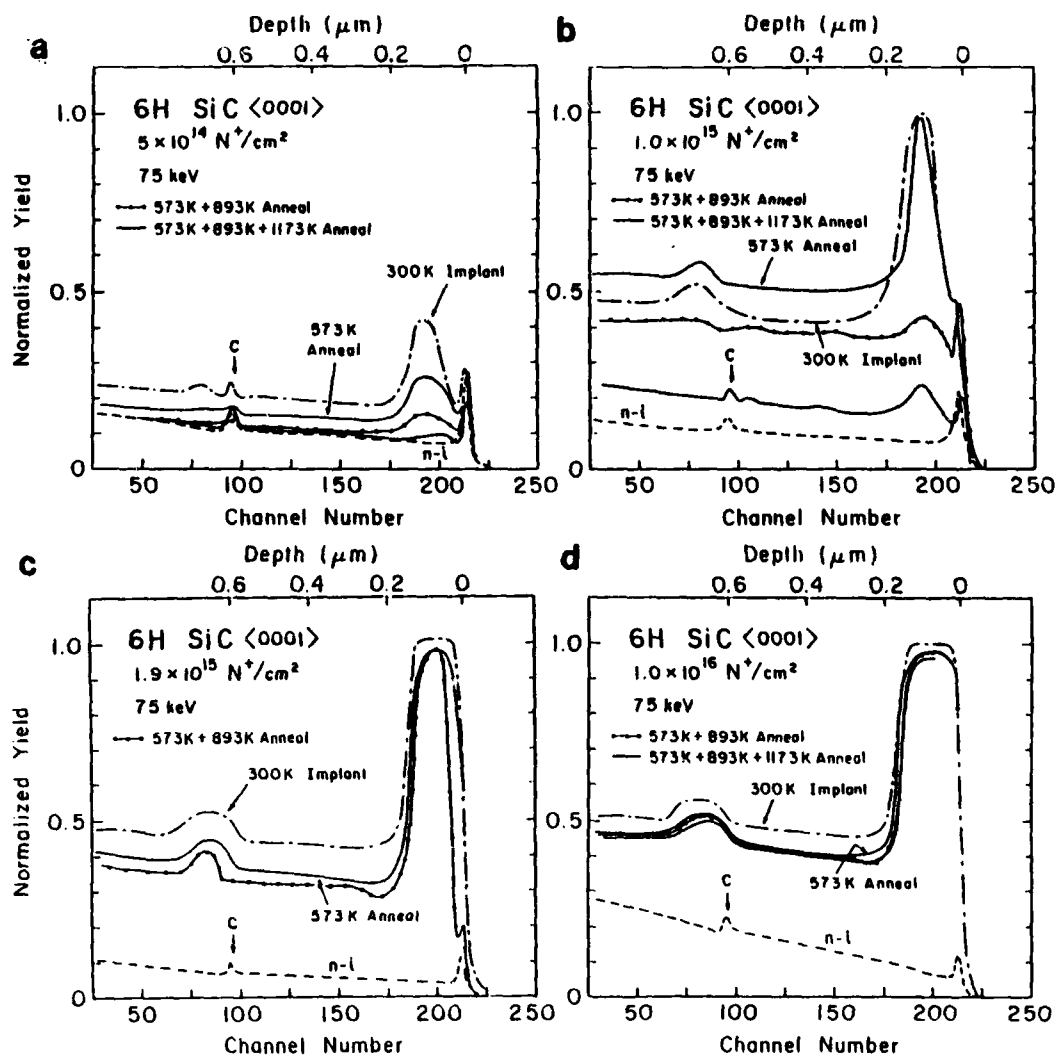 a
Depth (μm)
0.6 0.4 0.2 0
6H SiC <0001>
5 × 10¹⁴ N⁺/cm²
75 keV
573K + 893K Anneal
573K + 893K + 1173K Anneal
300K Implant
573K
Anneal
C
n-i
1.0
0.5
0
Normalized Yield
50 100 150 200 250
Channel Number
b
Depth (μm)
0.6 0.4 0.2 0
6H SiC <0001>
1.0 × 10¹⁵ N⁺/cm²
75 keV
573K + 893K Anneal
573K + 893K + 1173K Anneal
573K Anneal
300K Implant
C
n-i
1.0
0.5
0
50 100 150 200 250
Channel Number
c
Depth (μm)
0.6 0.4 0.2 0
6H SiC <0001>
1.9 × 10¹⁵ N⁺/cm²
75 keV
573K + 893K Anneal
300K Implant
573K Anneal
C
n-i
1.0
0.5
0
Normalized Yield
50 100 150 200 250
Channel Number
d
Depth (μm)
0.6 0.4 0.2 0
6H SiC <0001>
1.0 × 10¹⁶ N⁺/cm²
75 keV
573K + 893K Anneal
573K + 893K + 1173K Anneal
300K Implant
573K Anneal
C
n-i
1.0
0.5
0
50 100 150 200 250
Channel Number